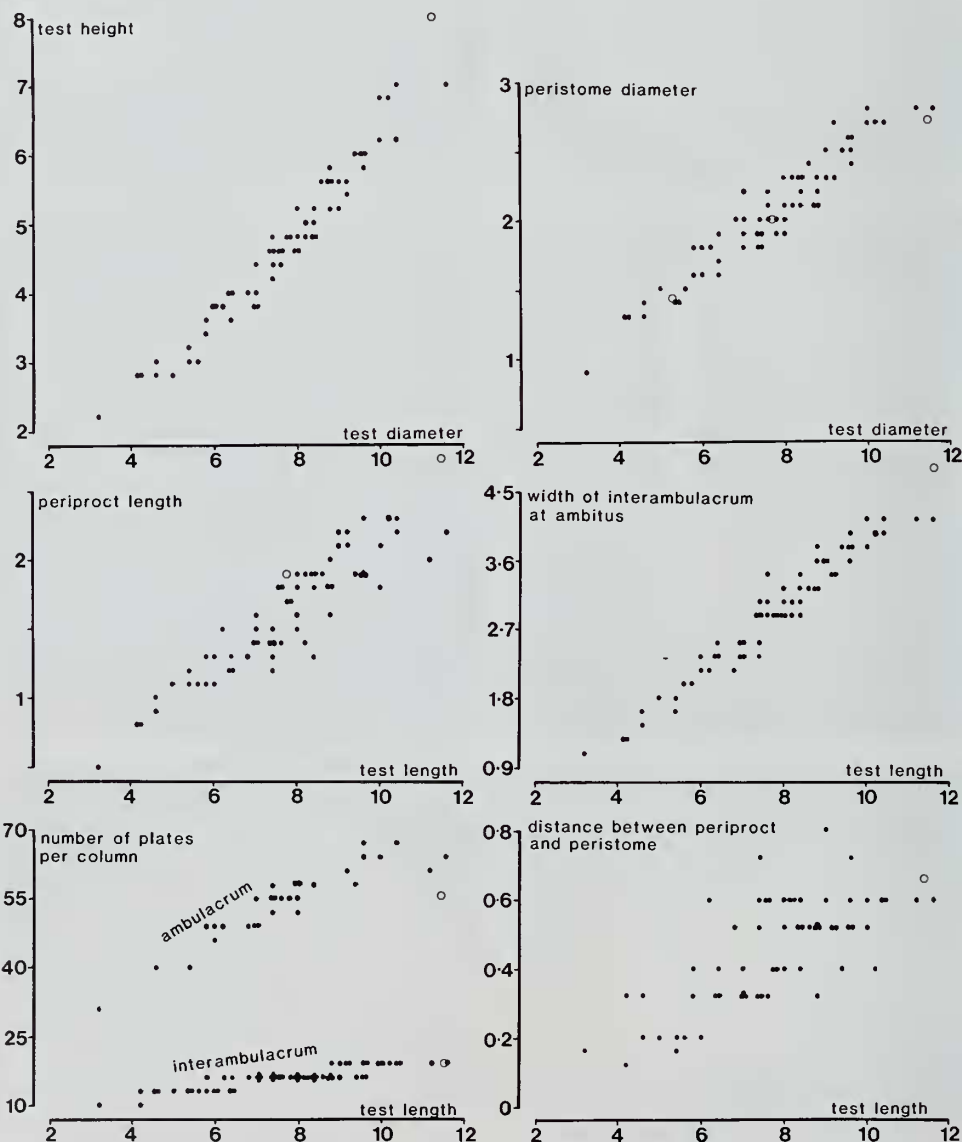 test height
8
7
6
5
4
3
2
2 4 6 8 10 12
test diameter
peristome diameter
3
2
1
2 4 6 8 10 12
test diameter
periproct length
2
1
2 4 6 8 10 12
test length
width of interambulacrum
at ambitus
4·5
3·6
2·7
1·8
0·9
2 4 6 8 10 12
test length
number of plates
per column
70
55
40
25
10
ambulacrum
interambulacrum
2 4 6 8 10 12
test length
distance between periproct
and peristome
0·8
0·6
0·4
0·2
0
2 4 6 8 10 12
test length